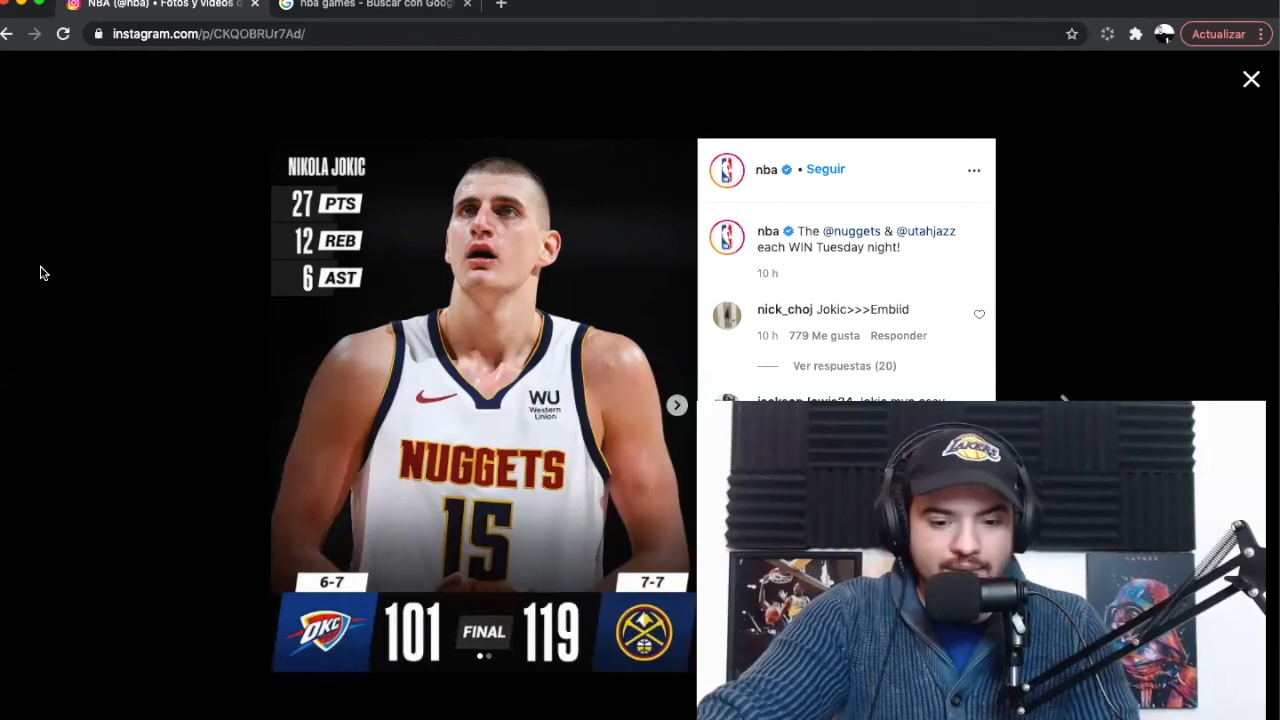 NBA (@nba) • Fotos y videos d
nba games - Buscar con Goog
instagram.com/p/CKQOBRUr7Ad/
Actualizar
NIKOLA JOKIC
27 PTS
12 REB
6 AST
WU
Western
Union
NUGGETS
15
6-7
7-7
OKC
101
FINAL
119
nba • Seguir
nba The @nuggets & @utahjazz
each WIN Tuesday night!
10 h
nick_choj Jokic>>>Embiid
10 h 779 Me gusta Responder
Ver respuestas (20)
LAKERS